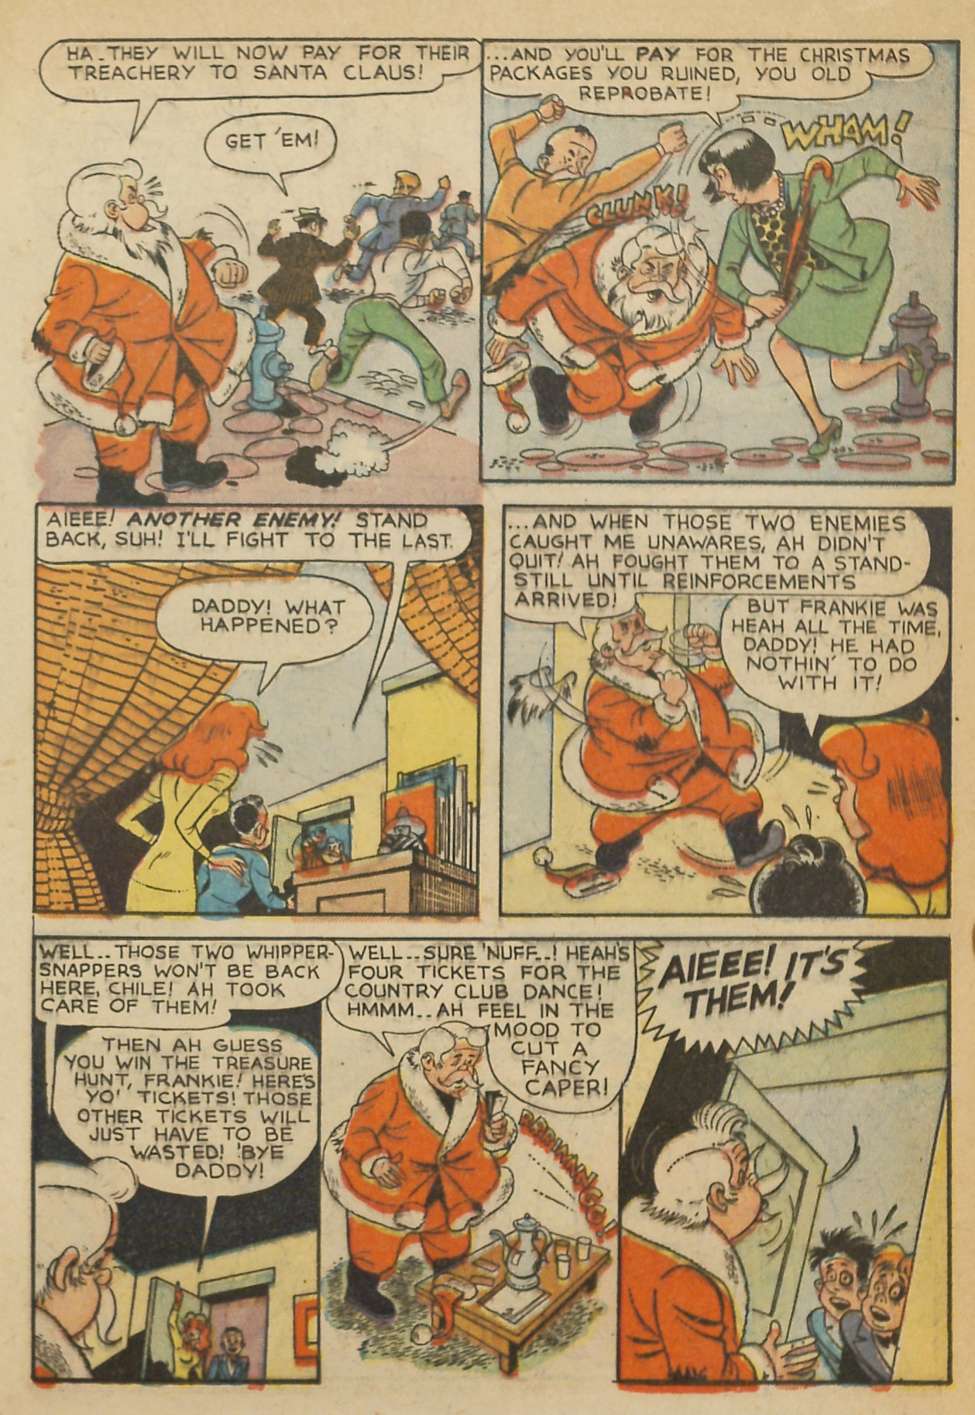 HA..THEY WILL NOW PAY FOR THEIR
TREACHERY TO SANTA CLAUS!
GET 'EM!
...AND YOU'LL PAY FOR THE CHRISTMAS
PACKAGES YOU RUINED, YOU OLD
REPROBATE!
WHAM!
CLUNK!
AIEEE! ANOTHER ENEMY! STAND
BACK, SUH! I'LL FIGHT TO THE LAST.
DADDY! WHAT
HAPPENED?
...AND WHEN THOSE TWO ENEMIES
CAUGHT ME UNAWARES, AH DIDN'T
QUIT! AH FOUGHT THEM TO A STAND-
STILL UNTIL REINFORCEMENTS
ARRIVED!
BUT FRANKIE WAS
HEAH ALL THE TIME,
DADDY! HE HAD
NOTHIN' TO DO
WITH IT!
WELL... THOSE TWO WHIPPER-
SNAPPERS WON'T BE BACK
HERE, CHILE! AH TOOK
CARE OF THEM!
THEN AH GUESS
YOU WIN THE TREASURE
HUNT, FRANKIE! HERE'S
YO' TICKETS! THOSE
OTHER TICKETS WILL
JUST HAVE TO BE
WASTED! 'BYE
DADDY!
WELL...SURE 'NUFF..! HEAH'S
FOUR TICKETS FOR THE
COUNTRY CLUB DANCE!
HMMM...AH FEEL IN THE
MOOD TO
CUT A
FANCY
CAPER!
AIEEE! IT'S
THEM!